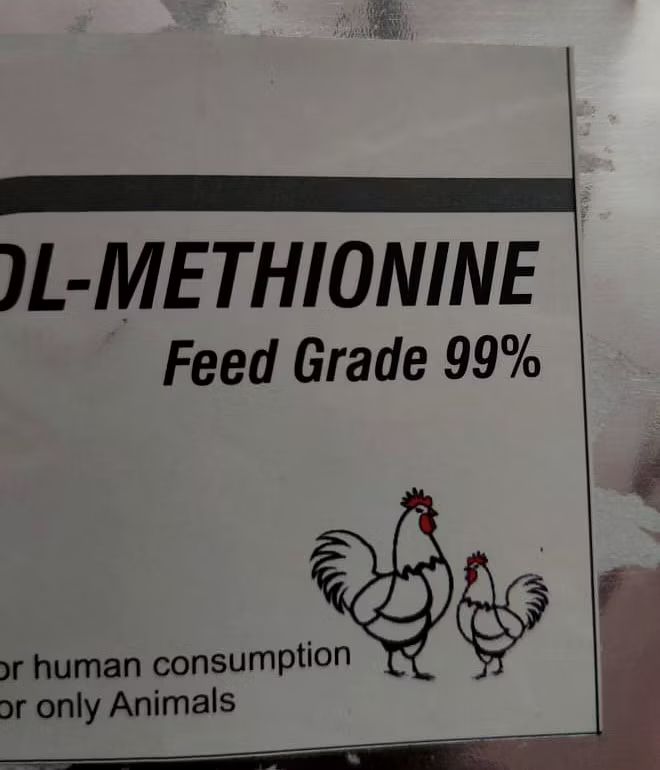 DL-METHIONINE
Feed Grade 99%
or human consumption
or only Animals